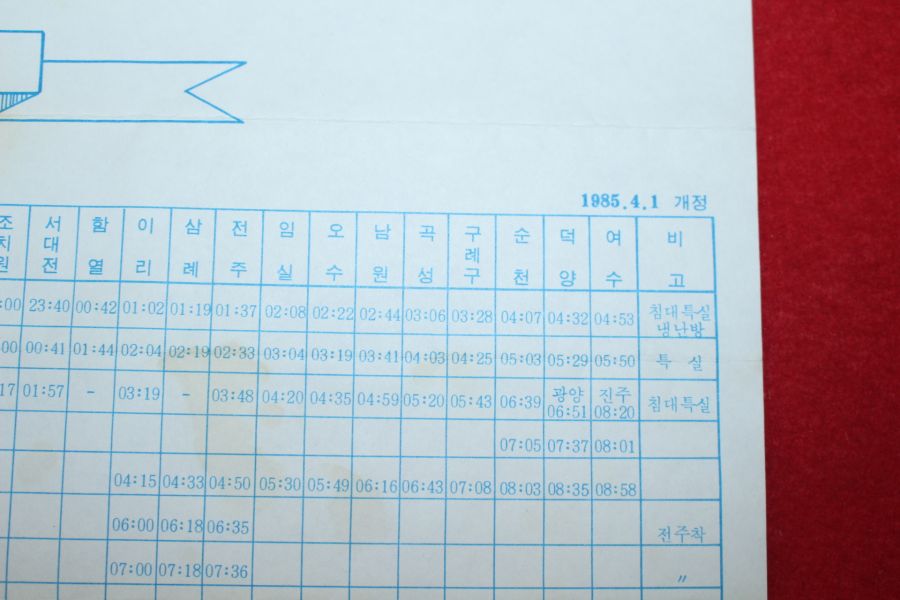 1985.4.1 개정
조치원 서대전 함열 이리 삼례 전주 임실 오수 남원 곡성 구례구 순천 덕양 여수 비고
:00 23:40 00:42 01:02 01:19 01:37 02:08 02:22 02:44 03:06 03:28 04:07 04:32 04:53 침대특실 냉난방
:00 00:41 01:44 02:04 02:19 02:33 03:04 03:19 03:41 04:03 04:25 05:03 05:29 05:50 특실
17 01:57 - 03:19 - 03:48 04:20 04:35 04:59 05:20 05:43 06:39 광양 06:51 진주 08:20 침대특실
07:05 07:37 08:01
04:15 04:33 04:50 05:30 05:49 06:16 06:43 07:08 08:03 08:35 08:58
06:00 06:18 06:35 전주착
07:00 07:18 07:36 〃